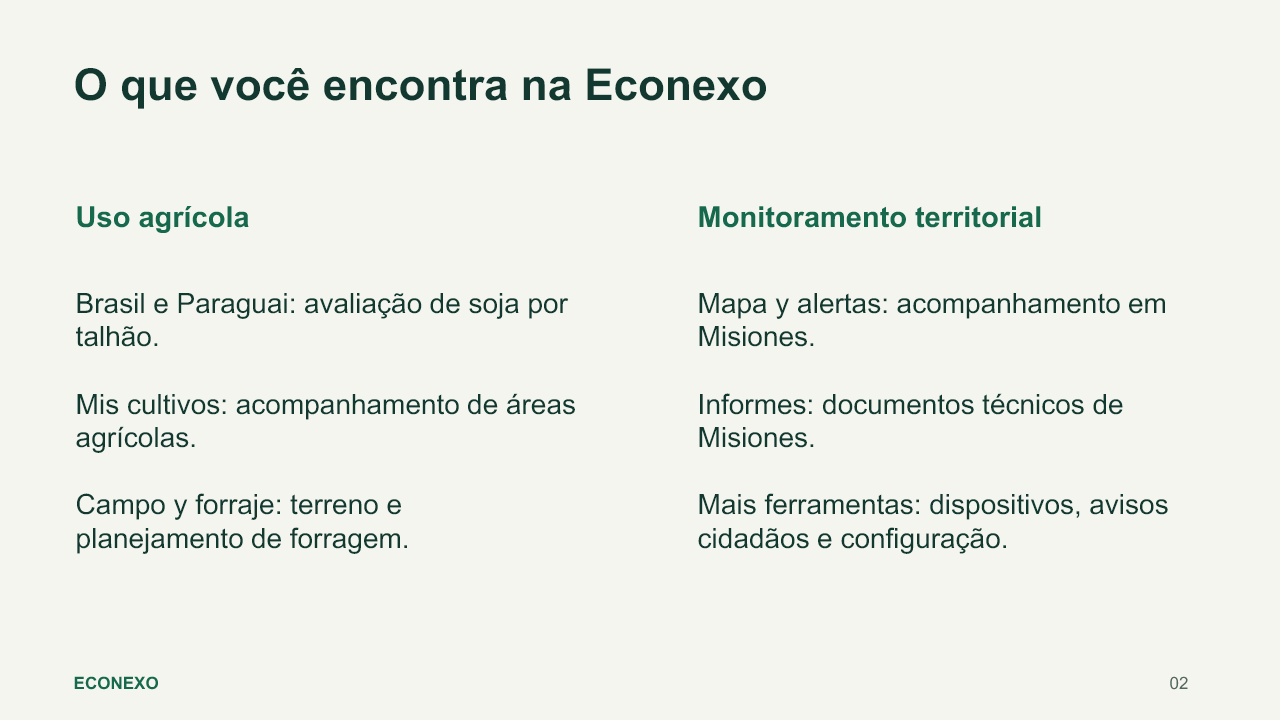 O que você encontra na Econexo
Uso agrícola
Brasil e Paraguai: avaliação de soja por
talhão.
Mis cultivos: acompanhamento de áreas
agrícolas.
Campo y forraje: terreno e
planejamento de forragem.
Monitoramento territorial
Mapa y alertas: acompanhamento em
Misiones.
Informes: documentos técnicos de
Misiones.
Mais ferramentas: dispositivos, avisos
cidadãos e configuração.
ECONEXO
02